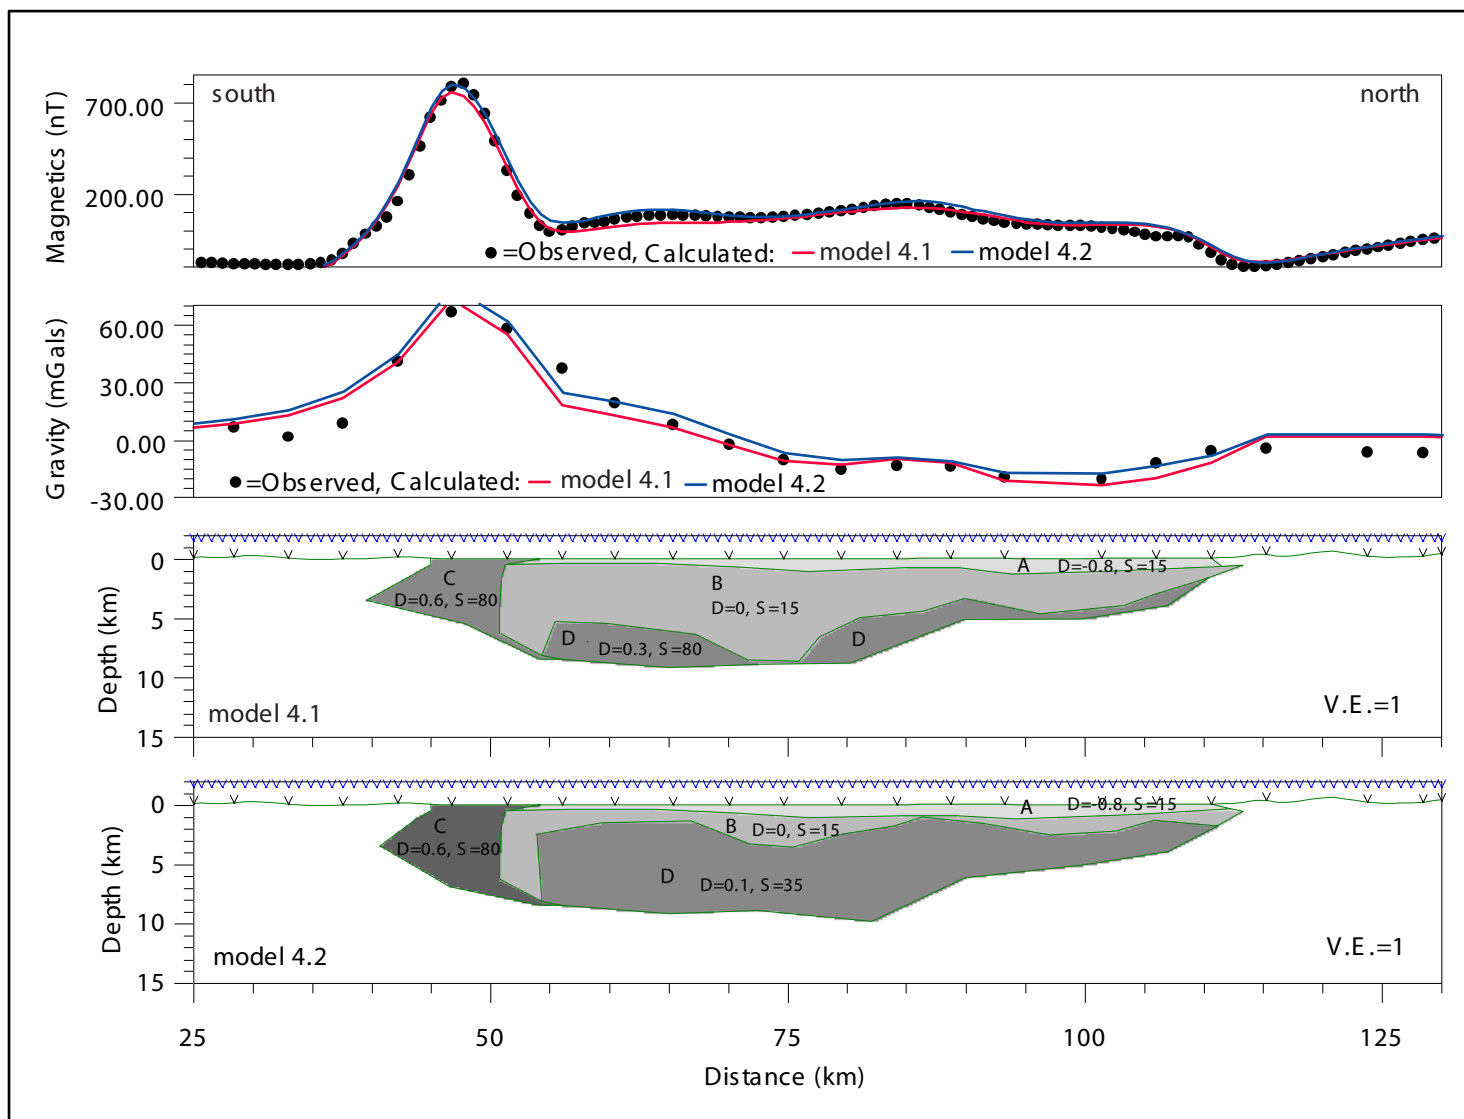 south
north
700.00
200.00
Magnetics (nT)
=Observed, Calculated: model 4.1 model 4.2
60.00
30.00
0.00
-30.00
Gravity (mGals)
=Observed, Calculated: model 4.1 model 4.2
0
5
10
15
Depth (km)
A D=-0.8, S=15
C
D=0.6, S=80
B
D=0, S=15
D D=0.3, S=80
D
model 4.1
V.E.=1
0
5
10
15
Depth (km)
A D=-0.8, S=15
C
D=0.6, S=80
B D=0, S=15
D D=0.1, S=35
model 4.2
V.E.=1
25 50 75 100 125
Distance (km)